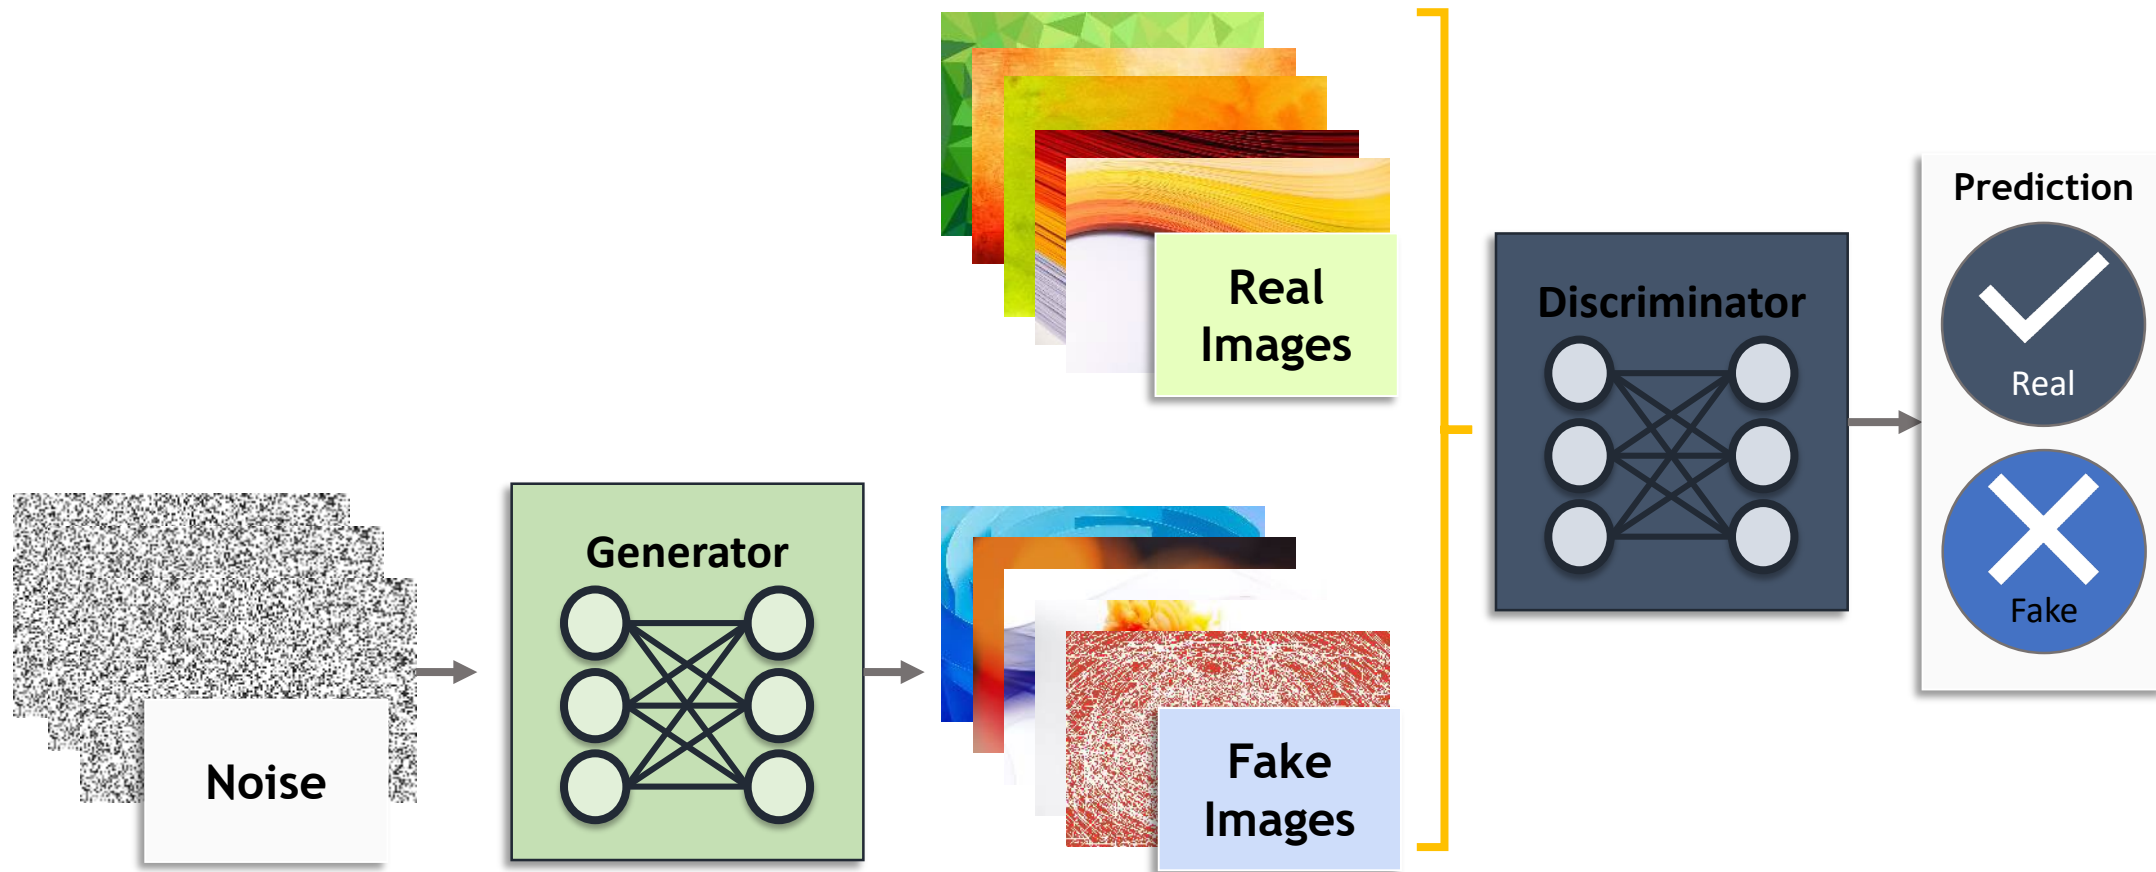 Noise
Generator
Real
Images
Fake
Images
Discriminator
Prediction
Real
Fake